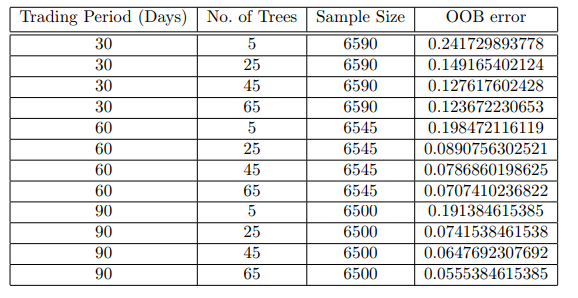 Trading Period (Days) No. of Trees Sample Size OOB error
30 5 6590 0.241729893778
30 25 6590 0.149165402124
30 45 6590 0.127617602428
30 65 6590 0.123672230653
60 5 6545 0.198472116119
60 25 6545 0.0890756302521
60 45 6545 0.0786860198625
60 65 6545 0.0707410236822
90 5 6500 0.191384615385
90 25 6500 0.0741538461538
90 45 6500 0.0647692307692
90 65 6500 0.0555384615385